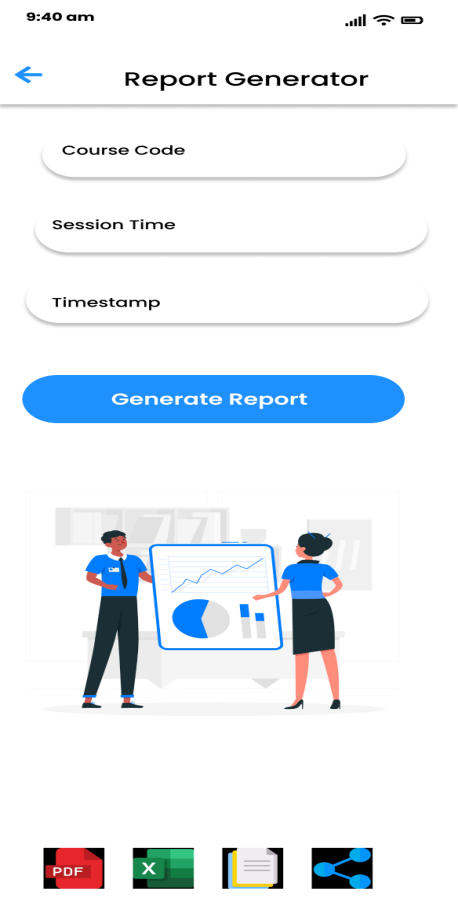 9:40 am
Report Generator
Course Code
Session Time
Timestamp
Generate Report
PDF
X